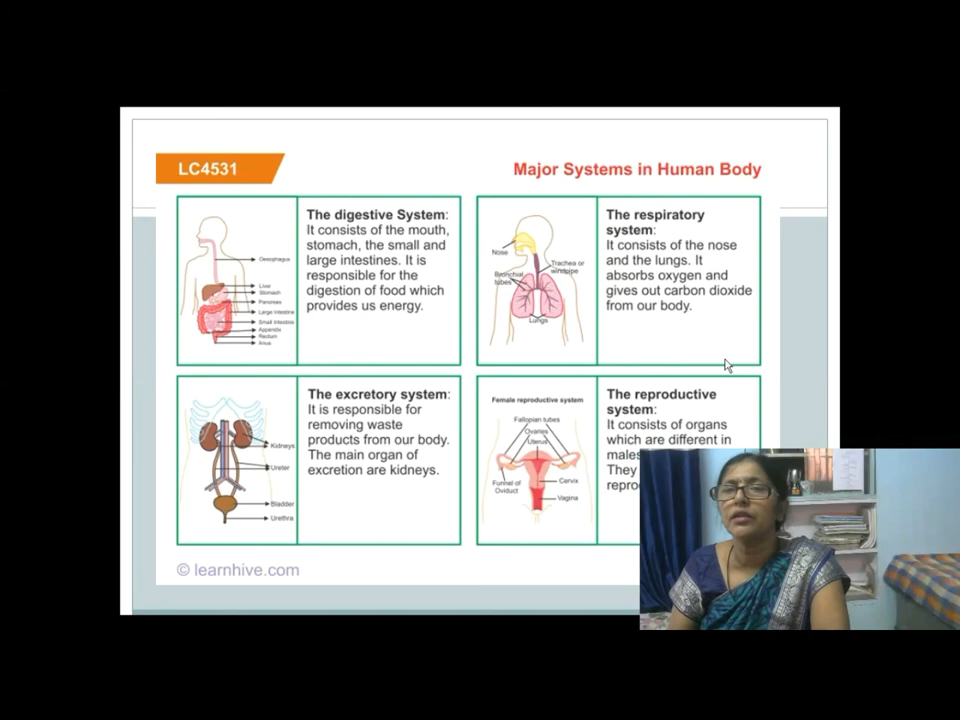 LC4531
Major Systems in Human Body
The digestive System:
It consists of the mouth,
stomach, the small and
large intestines. It is
responsible for the
digestion of food which
provides us energy.
Oesophagus
Live
Stomach
Pancreas
Large Intestine
Small Intestine
Appendix
Rectum
Anus
The respiratory
system:
It consists of the nose
and the lungs. It
absorbs oxygen and
gives out carbon dioxide
from our body.
Nose
Trachea or
windpipe
Bronchial
tubes
Lungs
The excretory system:
It is responsible for
removing waste
products from our body.
The main organ of
excretion are kidneys.
Kidneys
Ureter
Bladder
Urethra
Female reproductive system
Fallopian tubes
Ovaries
Uterus
Cervix
Funnel of
Oviduct
Vagina
The reproductive
system:
It consists of organs
which are different in
males
They
© learnhive.com